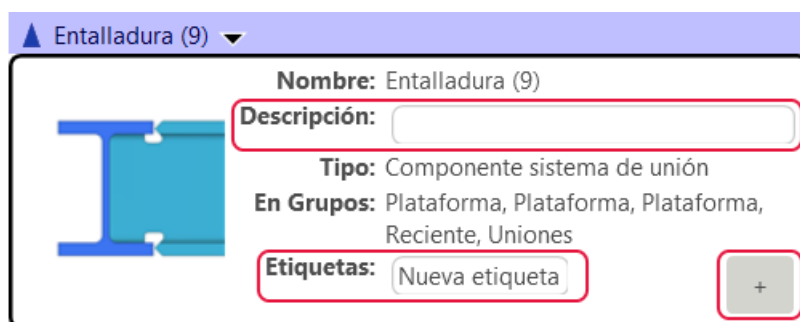 Entalladura (9)
Nombre: Entalladura (9)
Descripción:
Tipo: Componente sistema de unión
En Grupos: Plataforma, Plataforma, Plataforma,
Reciente, Uniones
Etiquetas: Nueva etiqueta
+